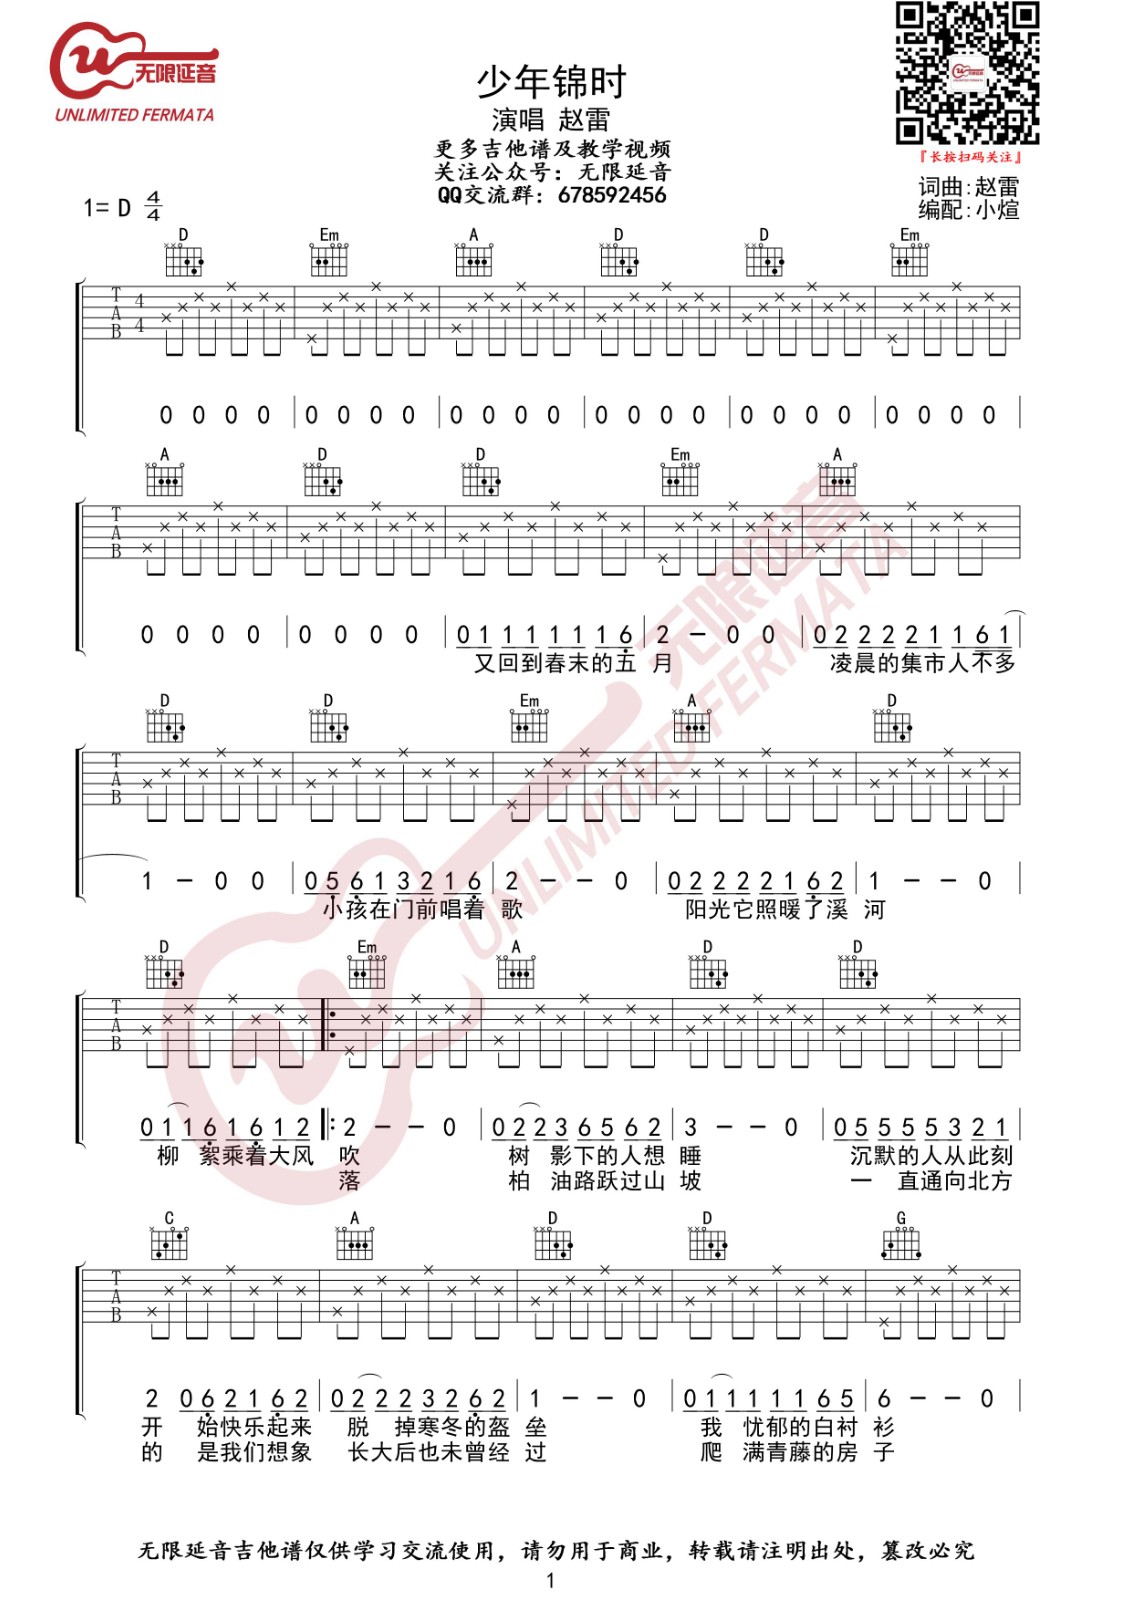 无限延音
UNLIMITED FERMATA
少年锦时
演唱 赵雷
更多吉他谱及教学视频
关注公众号：无限延音
QQ交流群：678592456
『长按扫码关注』
词曲:赵雷
编配:小煊
1= D 4/4
D Em A D D Em
T A B 4/4
0 0 0 0 | 0 0 0 0 | 0 0 0 0 | 0 0 0 0 | 0 0 0 0 | 0 0 0 0 |
A D D Em A
T A B
0 0 0 0 | 0 0 0 0 | 0 1 1 1 1 1 1 6 | 2 - 0 0 | 0 2 2 2 2 1 1 6 1
又回到春末的五 月 凌晨的集市人不多
D D Em A D
T A B
1 - 0 0 | 0 5 6 1 3 2 1 6 | 2 - - 0 | 0 2 2 2 2 1 6 2 | 1 - - 0 |
小孩在门前唱着 歌 阳光它照暖了溪 河
D Em A D D
T A B
0 1 1 6 1 6 1 2 |: 2 - - 0 | 0 2 2 3 6 5 6 2 | 3 - - 0 | 0 5 5 5 5 3 2 1 |
柳 絮乘着大风 吹 树 影下的人想 睡 沉默的人从此刻
落 柏 油路跃过山 坡 一 直通向北方
C A D D G
T A B
2 0 6 2 1 6 2 | 0 2 2 2 3 2 6 2 | 1 - - 0 | 0 1 1 1 1 1 6 5 | 6 - - 0 |
开 始快乐起来 脱 掉寒冬的盔 垒 我 忧郁的白衬 衫
的 是我们想象 长大后也未曾经 过 爬 满青藤的房 子
无限延音 UNLIMITED FERMATA
无限延音吉他谱仅供学习交流使用，请勿用于商业，转载请注明出处，篡改必究
1